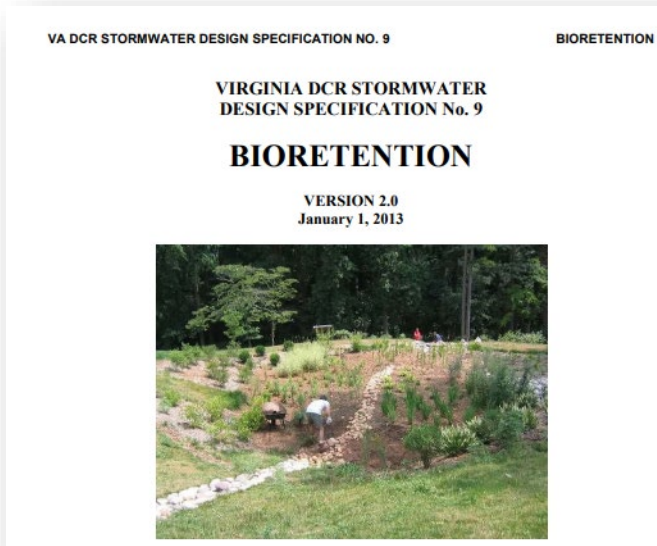 VA DCR STORMWATER DESIGN SPECIFICATION NO. 9 BIORETENTION
VIRGINIA DCR STORMWATER
DESIGN SPECIFICATION No. 9
BIORETENTION
VERSION 2.0
January 1, 2013